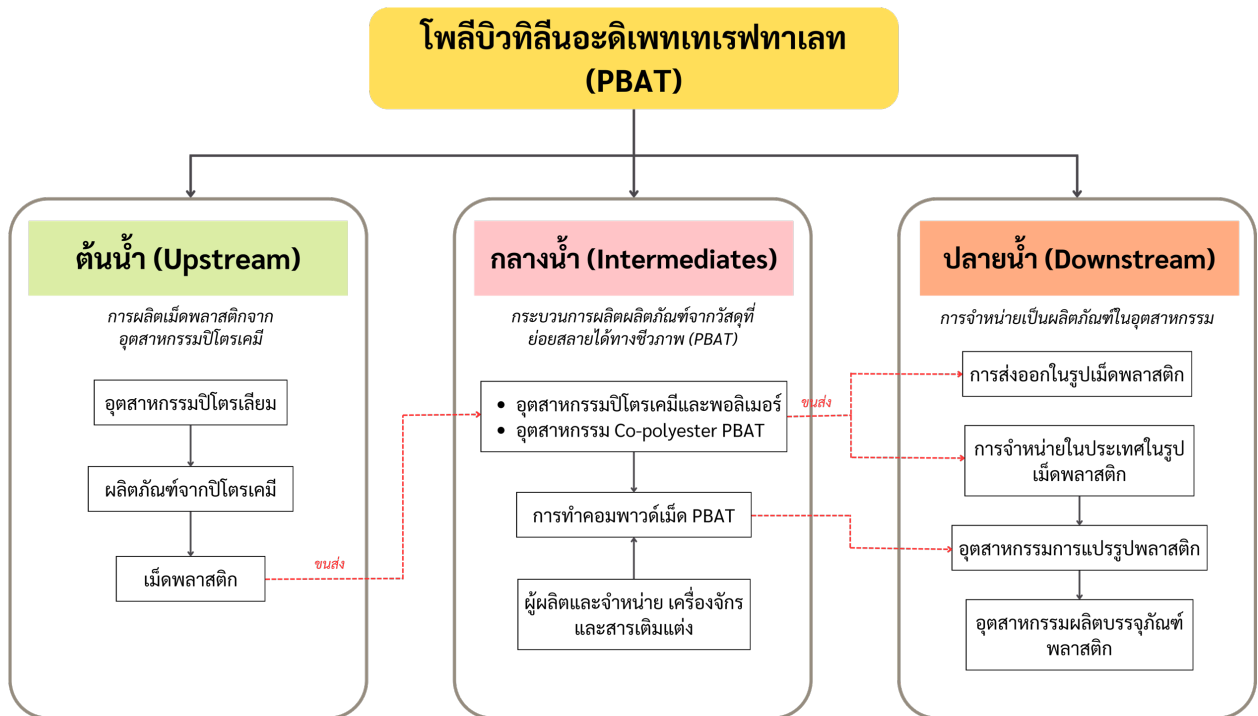 โพลีบิวทิลีนอะดิเพทเทเรฟทาเลท
(PBAT)
ต้นน้ำ (Upstream)
การผลิตเม็ดพลาสติกจาก
อุตสาหกรรมปิโตรเคมี
อุตสาหกรรมปิโตรเลียม
ผลิตภัณฑ์จากปิโตรเคมี
เม็ดพลาสติก
ขนส่ง
กลางน้ำ (Intermediates)
กระบวนการผลิตผลิตภัณฑ์จากวัสดุที่
ย่อยสลายได้ทางชีวภาพ (PBAT)
• อุตสาหกรรมปิโตรเคมีและพอลิเมอร์
• อุตสาหกรรม Co-polyester PBAT
ขนส่ง
การทำคอมพาวด์เม็ด PBAT
ผู้ผลิตและจำหน่าย เครื่องจักร
และสารเติมแต่ง
ปลายน้ำ (Downstream)
การจำหน่ายเป็นผลิตภัณฑ์ในอุตสาหกรรม
การส่งออกในรูปเม็ดพลาสติก
การจำหน่ายในประเทศในรูป
เม็ดพลาสติก
อุตสาหกรรมการแปรรูปพลาสติก
อุตสาหกรรมผลิตบรรจุภัณฑ์
พลาสติก